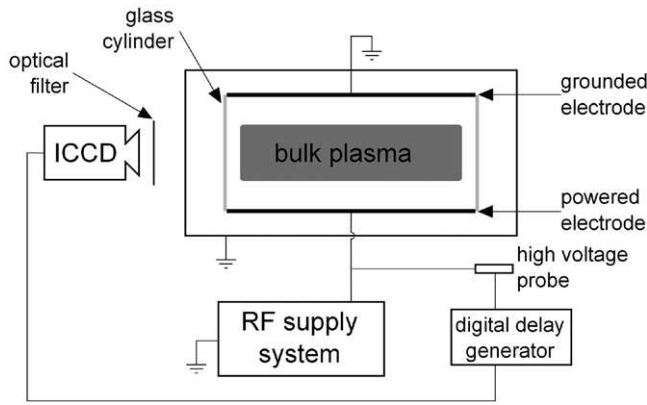 glass
cylinder
optical
filter
grounded
electrode
ICCD
bulk plasma
powered
electrode
high voltage
probe
RF supply
system
digital delay
generator